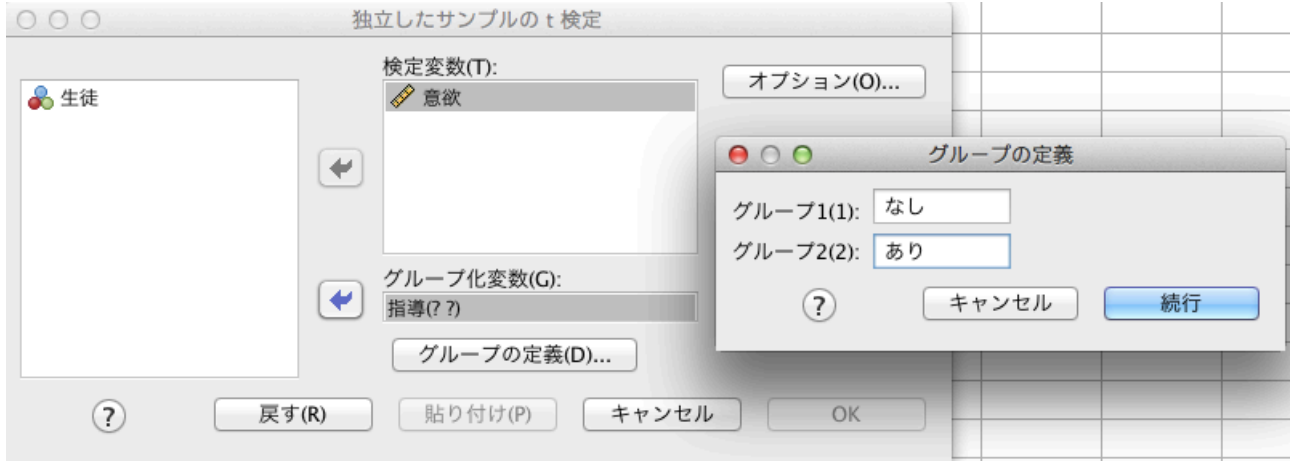 独立したサンプルの t 検定
生徒
検定変数(T):
意欲
オプション(O)...
グループ化変数(G):
指導(? ?)
グループの定義(D)...
?
戻す(R)
貼り付け(P)
キャンセル
OK
グループの定義
グループ1(1): なし
グループ2(2): あり
?
キャンセル
続行